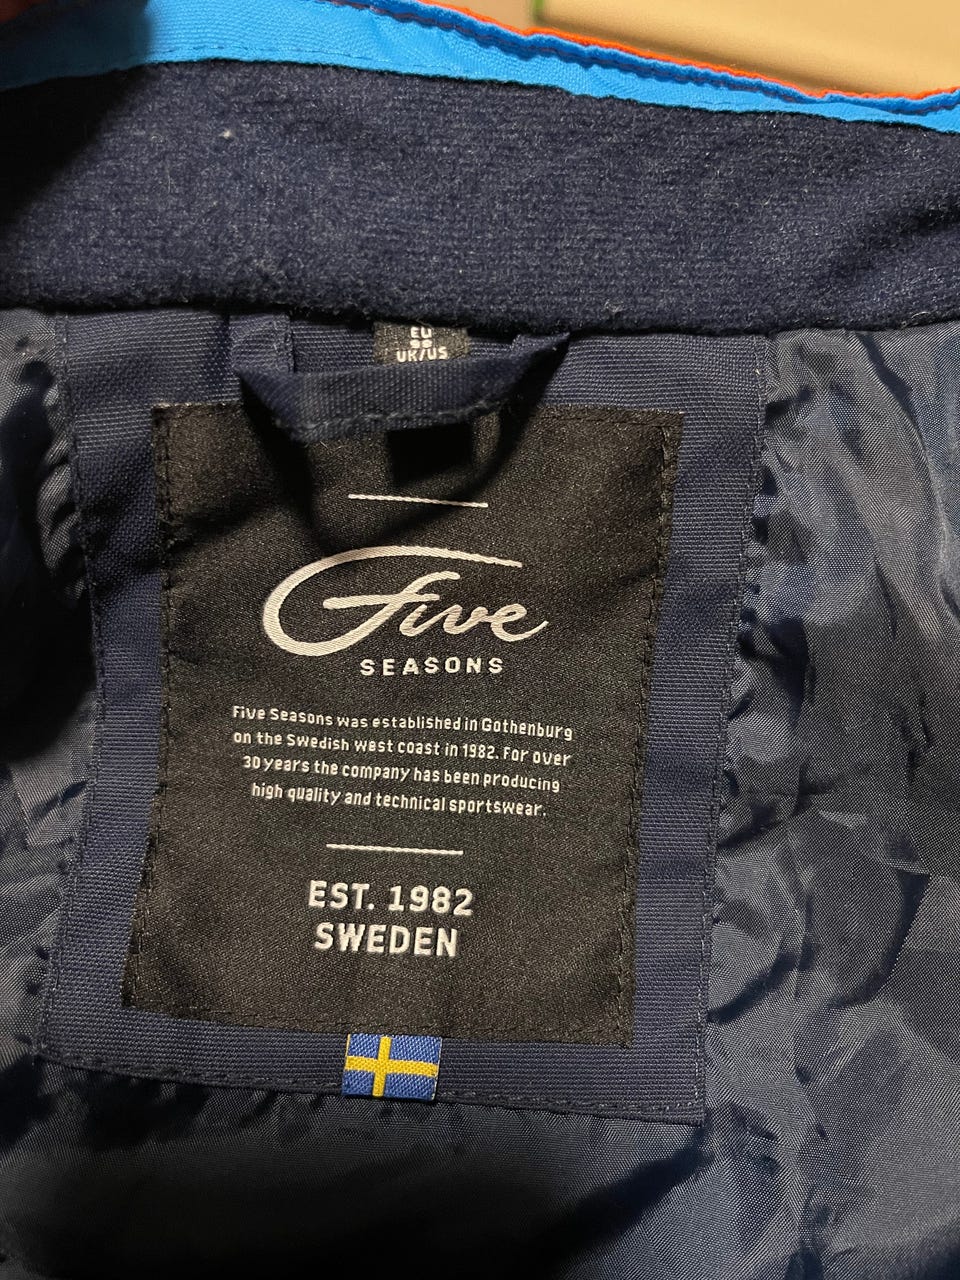 EU
UK/US
Five
SEASONS
Five Seasons was established in Gothenburg
on the Swedish west coast in 1982. For over
30 years the company has been producing
high quality and technical sportswear.
EST. 1982
SWEDEN